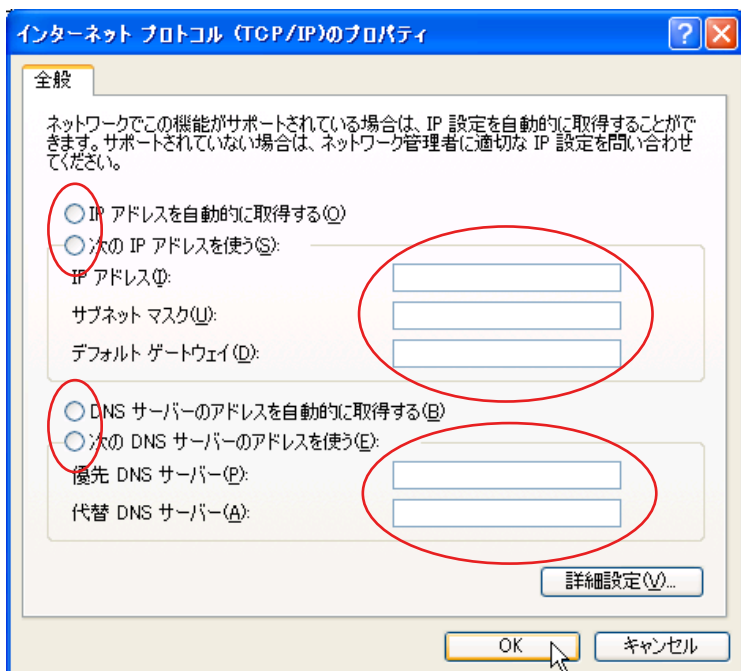 インターネット プロトコル (TCP/IP)のプロパティ
全般
ネットワークでこの機能がサポートされている場合は、IP 設定を自動的に取得することがで
きます。サポートされていない場合は、ネットワーク管理者に適切な IP 設定を問い合わせ
てください。
IP アドレスを自動的に取得する(O)
次の IP アドレスを使う(S):
IP アドレス(I):
サブネット マスク(U):
デフォルト ゲートウェイ(D):
DNS サーバーのアドレスを自動的に取得する(B)
次の DNS サーバーのアドレスを使う(E):
優先 DNS サーバー(P):
代替 DNS サーバー(A):
詳細設定(V)...
OK
キャンセル